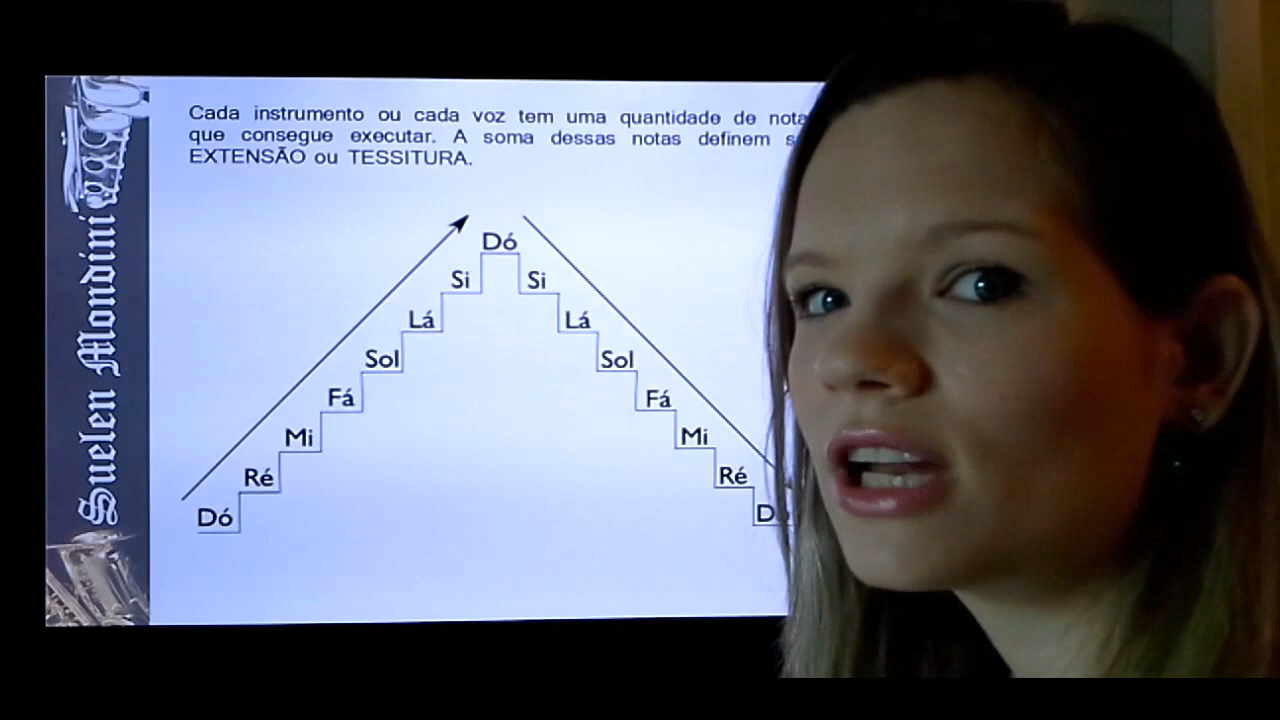 Cada instrumento ou cada voz tem uma quantidade de nota
que consegue executar. A soma dessas notas definem s
EXTENSÃO ou TESSITURA.
Dó
Si Si
Lá Lá
Sol Sol
Fá Fá
Mi Mi
Ré Ré
Dó D
Suelen Mondini